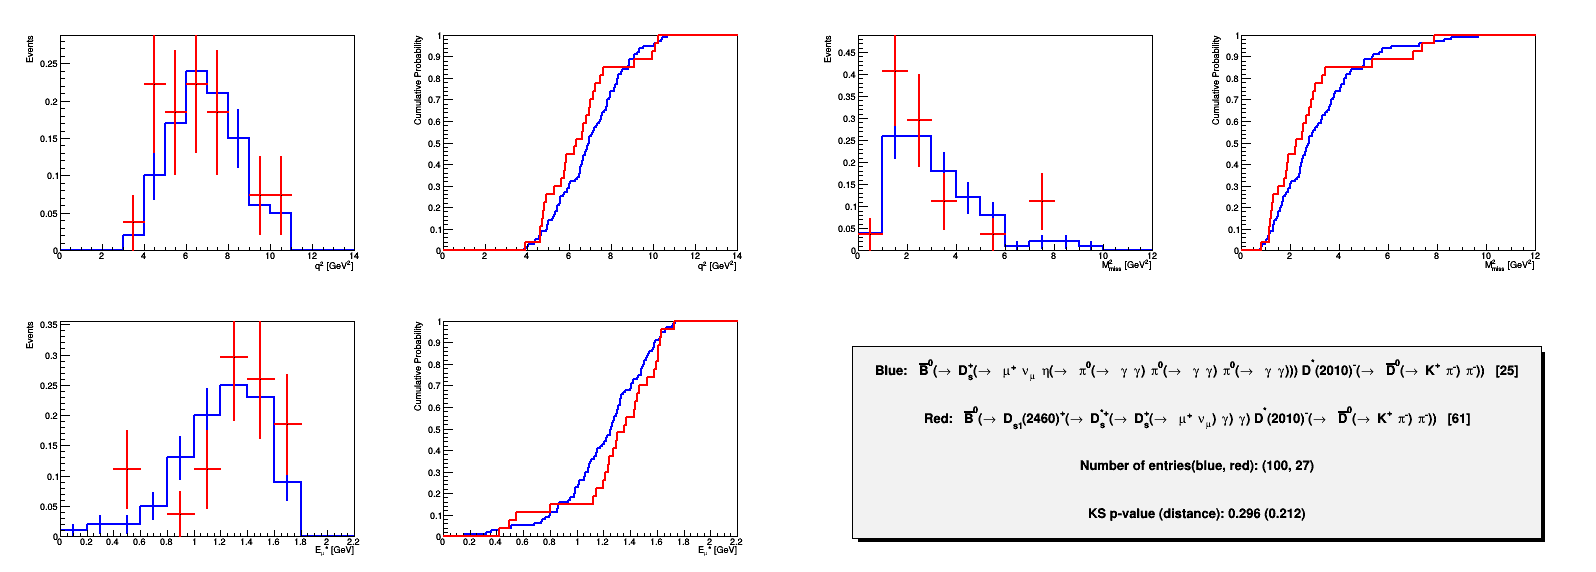 Events
0.25
0.2
0.15
0.1
0.05
0
0 2 4 6 8 10 12 14
q² [GeV²]
Cumulative Probability
1
0.9
0.8
0.7
0.6
0.5
0.4
0.3
0.2
0.1
0
0 2 4 6 8 10 12 14
q² [GeV²]
Events
0.45
0.4
0.35
0.3
0.25
0.2
0.15
0.1
0.05
0
0 2 4 6 8 10 12
M²miss [GeV²]
Cumulative Probability
1
0.9
0.8
0.7
0.6
0.5
0.4
0.3
0.2
0.1
0
0 2 4 6 8 10 12
M²miss [GeV²]
Events
0.35
0.3
0.25
0.2
0.15
0.1
0.05
0
0 0.2 0.4 0.6 0.8 1 1.2 1.4 1.6 1.8 2 2.2
Eμ* [GeV]
Cumulative Probability
1
0.9
0.8
0.7
0.6
0.5
0.4
0.3
0.2
0.1
0
0 0.2 0.4 0.6 0.8 1 1.2 1.4 1.6 1.8 2 2.2
Eμ* [GeV]
Blue: B̅⁰(→ Ds⁺(→ μ⁺ νμ η(→ π⁰(→ γ γ) π⁰(→ γ γ) π⁰(→ γ γ))) D*(2010)⁻(→ D̅⁰(→ K⁺ π⁻) π⁻)) [25]
Red: B̅⁰(→ Ds1(2460)⁺(→ Ds*⁺(→ Ds⁺(→ μ⁺ νμ) γ) γ) D*(2010)⁻(→ D̅⁰(→ K⁺ π⁻) π⁻)) [61]
Number of entries(blue, red): (100, 27)
KS p-value (distance): 0.296 (0.212)